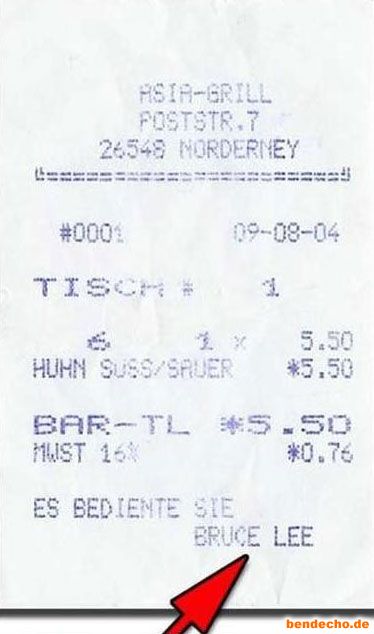 ASIA-GRILL
POSTSTR.7
26548 NORDERNEY
#0001 09-08-04
TISCH # 1
6 1 x 5.50
HUHN SUSS/SAUER *5.50
BAR-TL *5.50
MWST 16% *0.76
ES BEDIENTE SIE
BRUCE LEE
bendecho.de